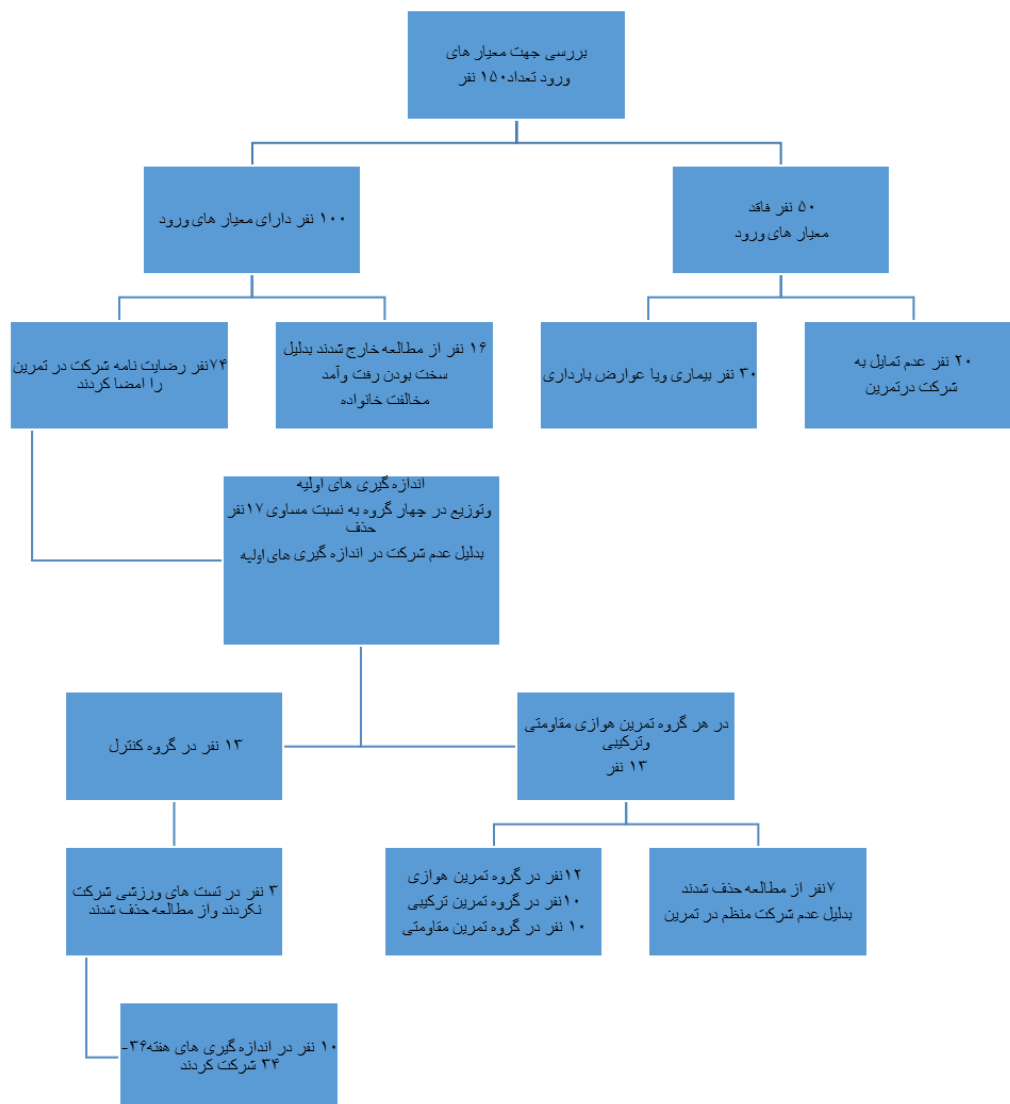 بررسی جهت معیار های
ورود تعداد۱۵۰ نفر
۱۰۰ نفر دارای معیار های ورود
۵۰ نفر فاقد
معیار های ورود
۷۴نفر رضایت نامه شرکت در تمرین
را امضا کردند
۱۶ نفر از مطالعه خارج شدند بدلیل
سخت بودن رفت وآمد
مخالفت خانواده
۳۰ نفر بیماری ویا عوارض بارداری
۲۰ نفر عدم تمایل به
شرکت درتمرین
اندازه گیری های اولیه
وتوزیع در چهار گروه به نسبت مساوی ۱۷نفر
حذف
بدلیل عدم شرکت در اندازه گیری های اولیه
۱۳ نفر در گروه کنترل
در هر گروه تمرین هوازی مقاومتی
وترکیبی
۱۳ نفر
۳ نفر در تست های ورزشی شرکت
نکردند واز مطالعه حذف شدند
۱۲نفر در گروه تمرین هوازی
۱۰نفر در گروه تمرین ترکیبی
۱۰ نفر در گروه تمرین مقاومتی
۷نفر از مطالعه حذف شدند
بدلیل عدم شرکت منظم در تمرین
۱۰ نفر در اندازه گیری های هفته۳۶-
۳۴ شرکت کردند